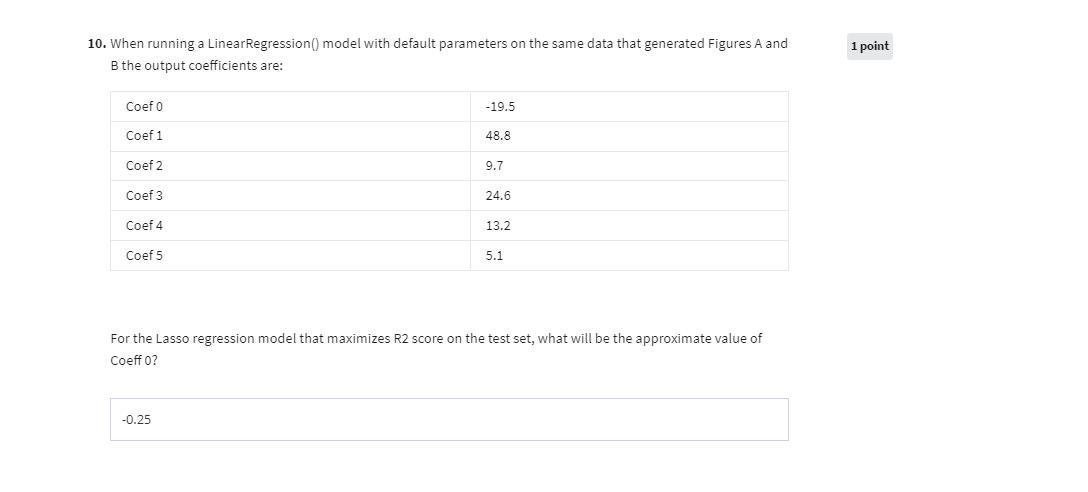 10. When running a LinearRegression() model with default parameters on the same data that generated Figures A and
B the output coefficients are:
1 point
Coef 0 -19.5
Coef 1 48.8
Coef 2 9.7
Coef 3 24.6
Coef 4 13.2
Coef 5 5.1
For the Lasso regression model that maximizes R2 score on the test set, what will be the approximate value of
Coeff 0?
-0.25